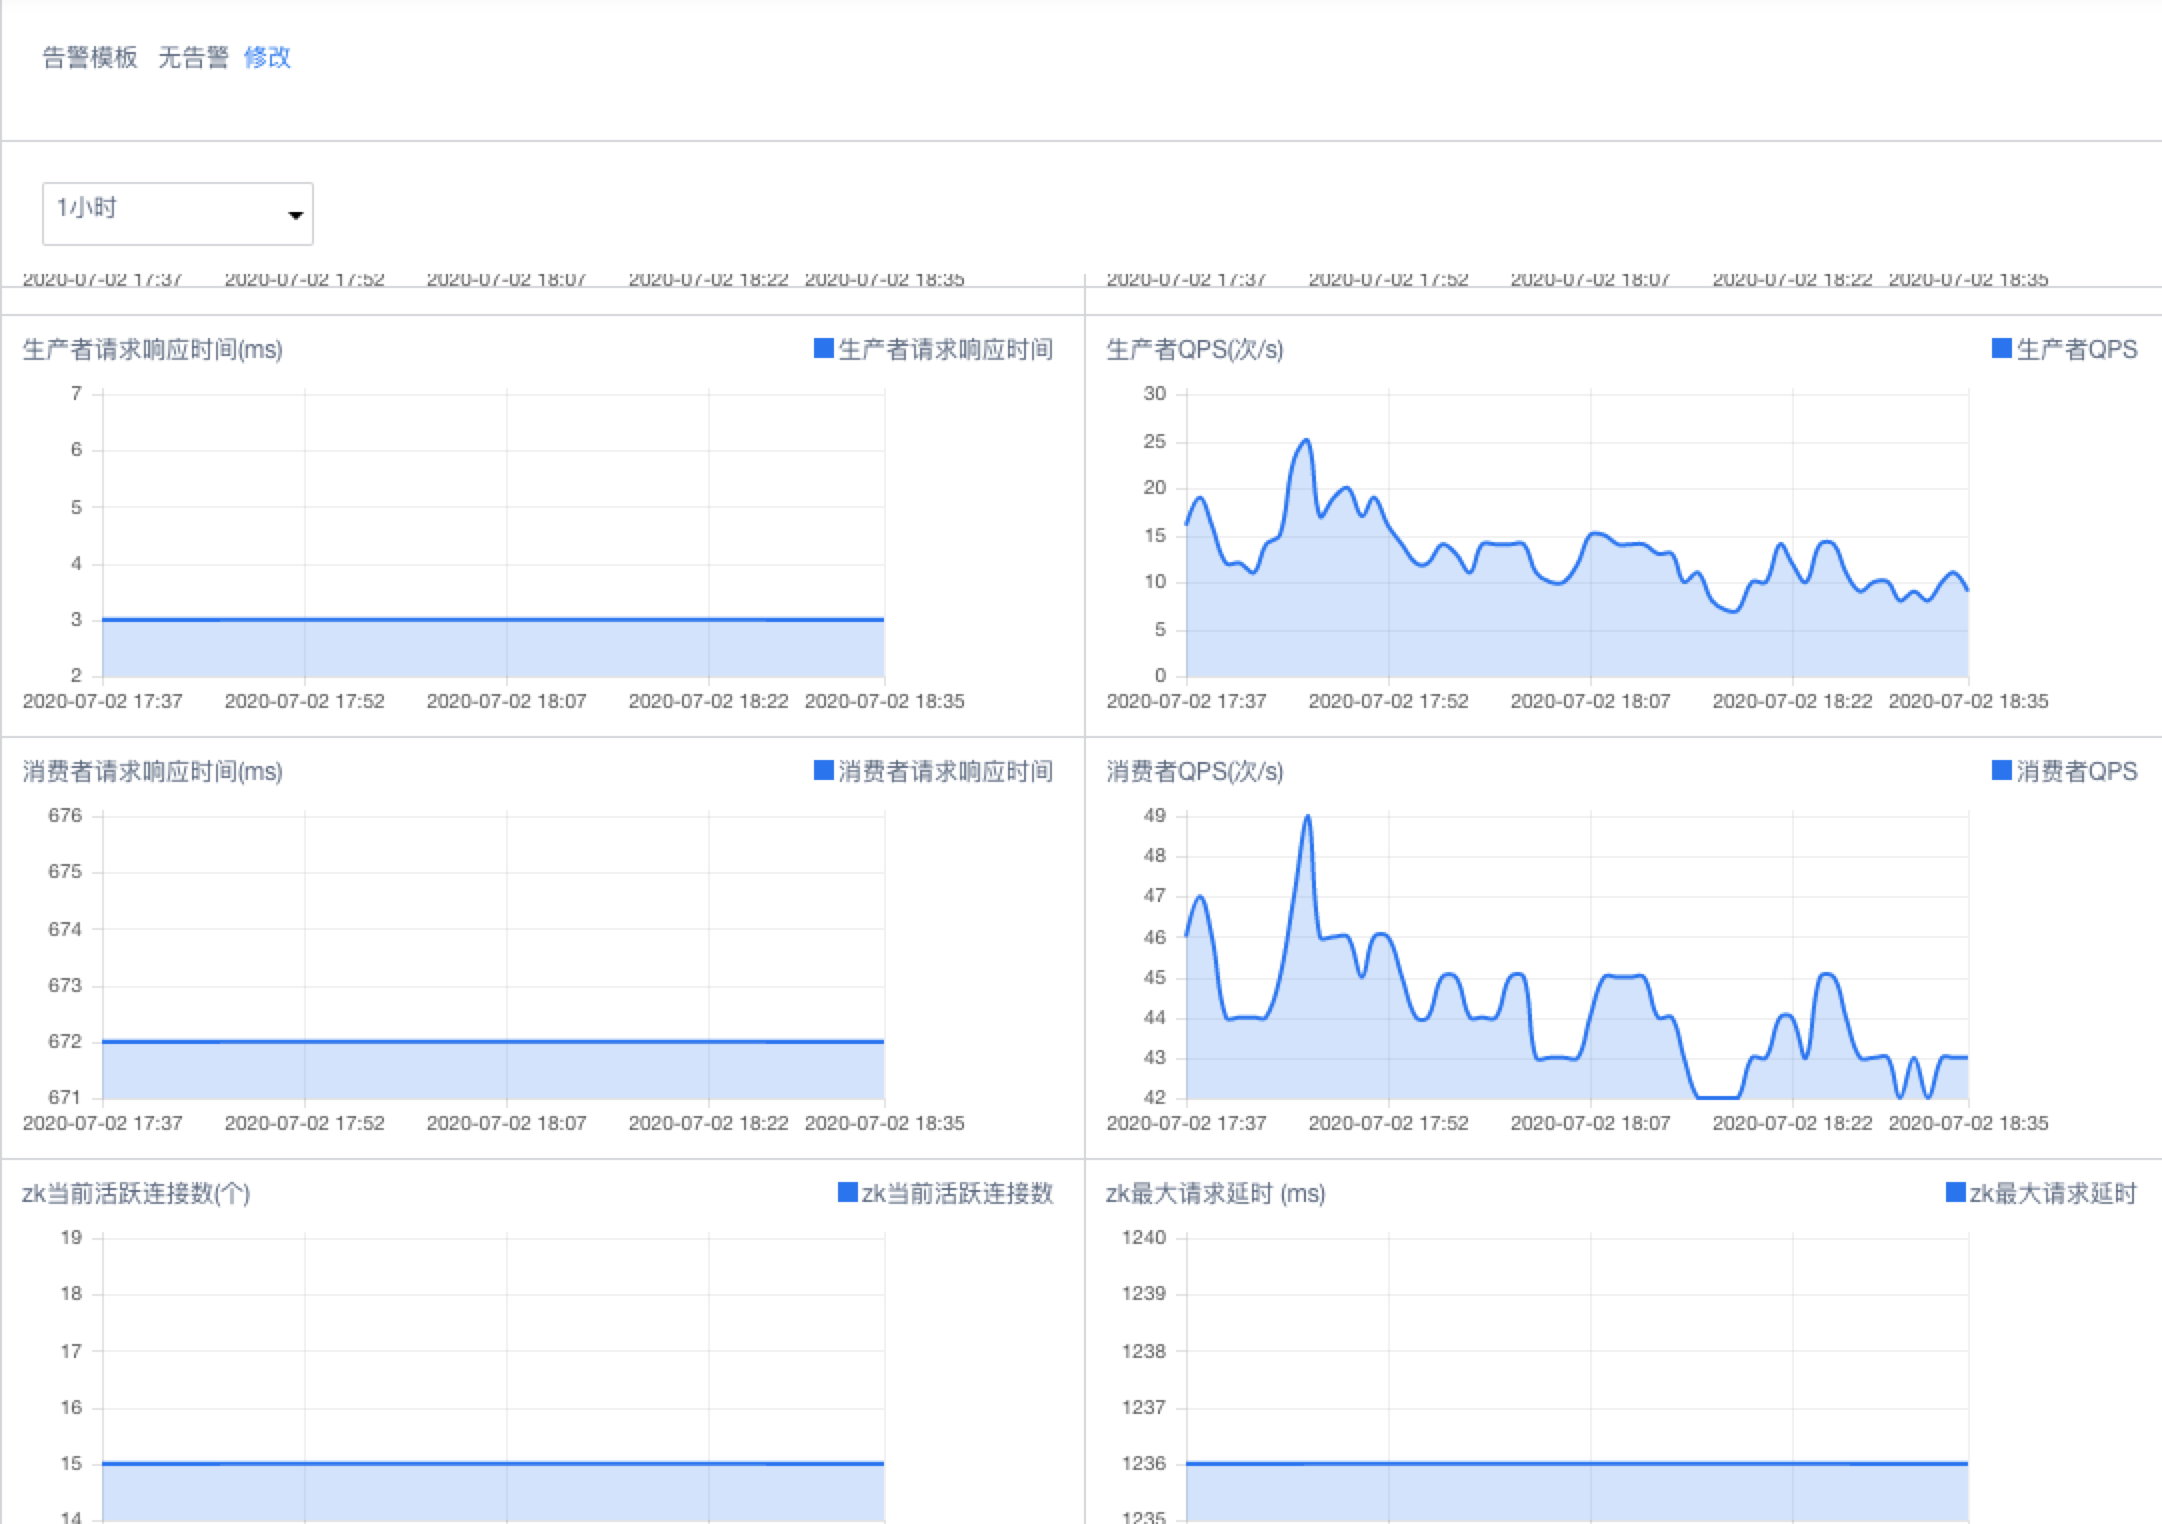 告警模板 无告警 修改
1小时
2020-07-02 17:37 2020-07-02 17:52 2020-07-02 18:07 2020-07-02 18:22 2020-07-02 18:35
2020-07-02 17:37 2020-07-02 17:52 2020-07-02 18:07 2020-07-02 18:22 2020-07-02 18:35
生产者请求响应时间(ms)
生产者请求响应时间
7
6
5
4
3
2
2020-07-02 17:37 2020-07-02 17:52 2020-07-02 18:07 2020-07-02 18:22 2020-07-02 18:35
生产者QPS(次/s)
生产者QPS
30
25
20
15
10
5
0
2020-07-02 17:37 2020-07-02 17:52 2020-07-02 18:07 2020-07-02 18:22 2020-07-02 18:35
消费者请求响应时间(ms)
消费者请求响应时间
676
675
674
673
672
671
2020-07-02 17:37 2020-07-02 17:52 2020-07-02 18:07 2020-07-02 18:22 2020-07-02 18:35
消费者QPS(次/s)
消费者QPS
49
48
47
46
45
44
43
42
2020-07-02 17:37 2020-07-02 17:52 2020-07-02 18:07 2020-07-02 18:22 2020-07-02 18:35
zk当前活跃连接数(个)
zk当前活跃连接数
19
18
17
16
15
14
zk最大请求延时 (ms)
zk最大请求延时
1240
1239
1238
1237
1236
1235